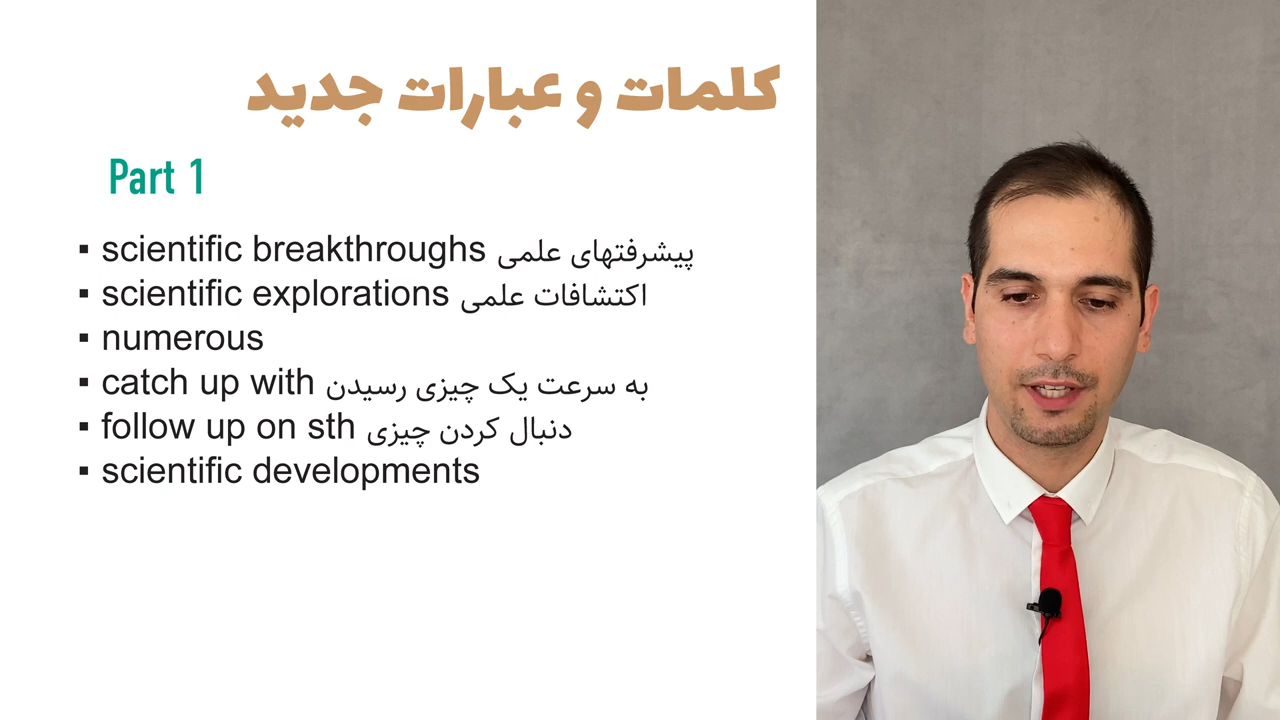 کلمات و عبارات جدید
Part 1
▪ scientific breakthroughs پیشرفتهای علمی
▪ scientific explorations اکتشافات علمی
▪ numerous
▪ catch up with به سرعت یک چیزی رسیدن
▪ follow up on sth دنبال کردن چیزی
▪ scientific developments